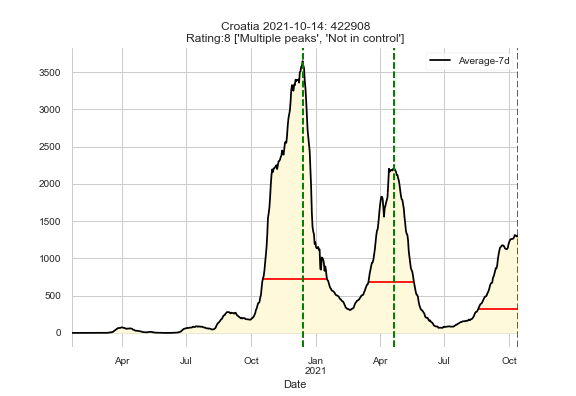 Croatia 2021-10-14: 422908
Rating:8 ['Multiple peaks', 'Not in control']
Average-7d
3500
3000
2500
2000
1500
1000
500
0
Apr Jul Oct Jan Apr Jul Oct
2021
Date